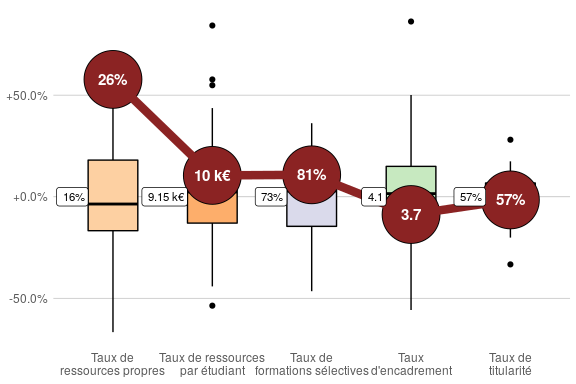 26%
+50.0%
10 k€
81%
16%
9.15 k€
73%
4.1
57%
57%
+0.0%
3.7
-50.0%
Taux de
ressources propres
Taux de ressources
par étudiant
Taux de
formations sélectives
Taux
d'encadrement
Taux de
titularité